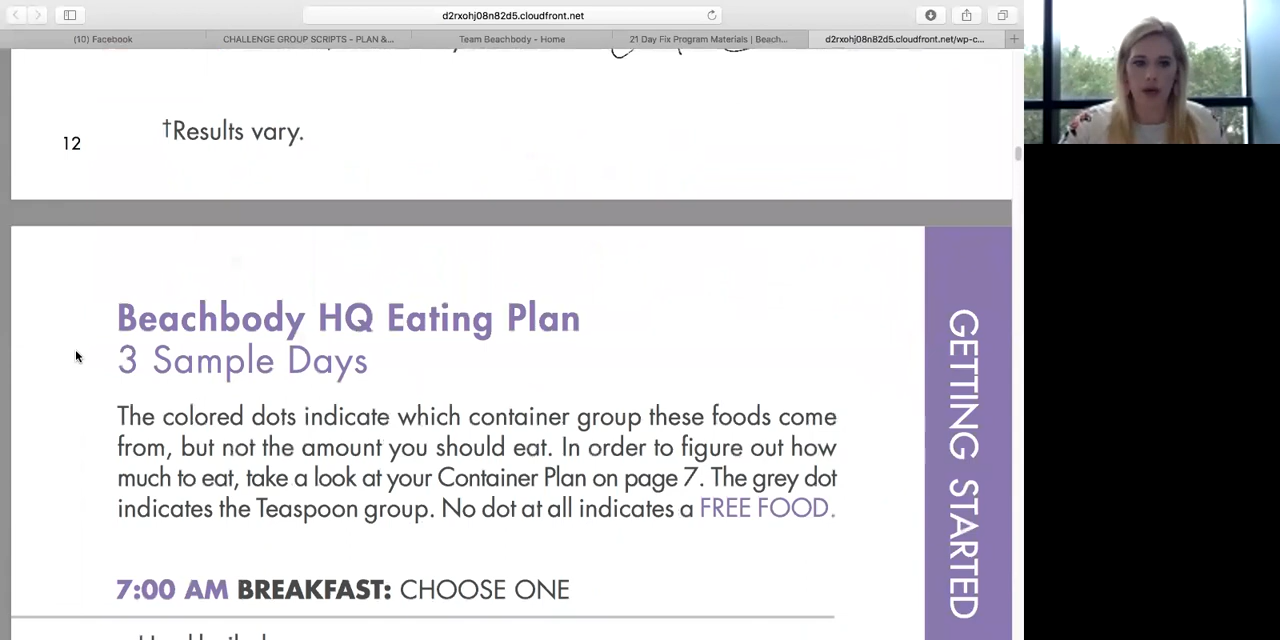 d2rxohj08n82d5.cloudfront.net
(10) Facebook
CHALLENGE GROUP SCRIPTS - PLAN &...
Team Beachbody - Home
21 Day Fix Program Materials | Beach...
d2rxohj08n82d5.cloudfront.net/wp-c...
†Results vary.
12
Beachbody HQ Eating Plan
3 Sample Days
The colored dots indicate which container group these foods come
from, but not the amount you should eat. In order to figure out how
much to eat, take a look at your Container Plan on page 7. The grey dot
indicates the Teaspoon group. No dot at all indicates a FREE FOOD.
7:00 AM BREAKFAST: CHOOSE ONE
GETTING STARTED